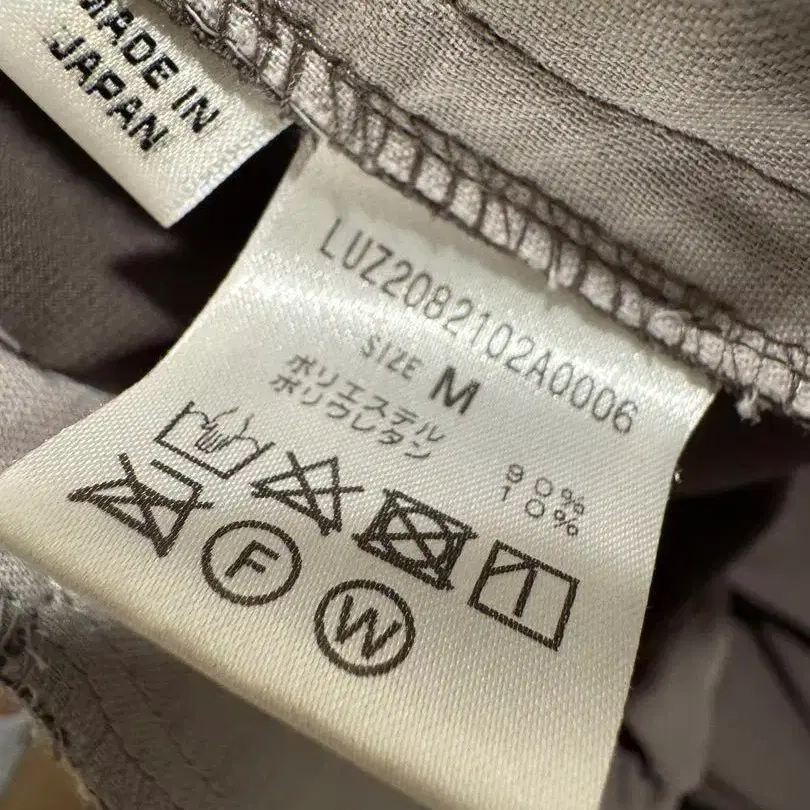 MADE IN
JAPAN
LUZ2082102A0006
SIZE M
ポリエステル 90%
ポリウレタン 10%
F
W